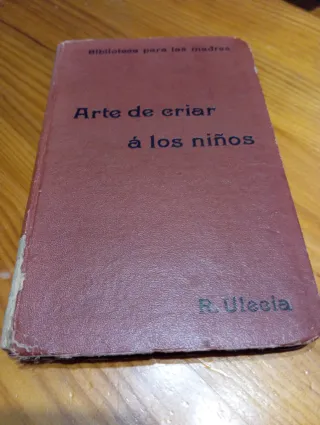 Biblioteca para las madres
Arte de criar
á los niños
R. Ulecia